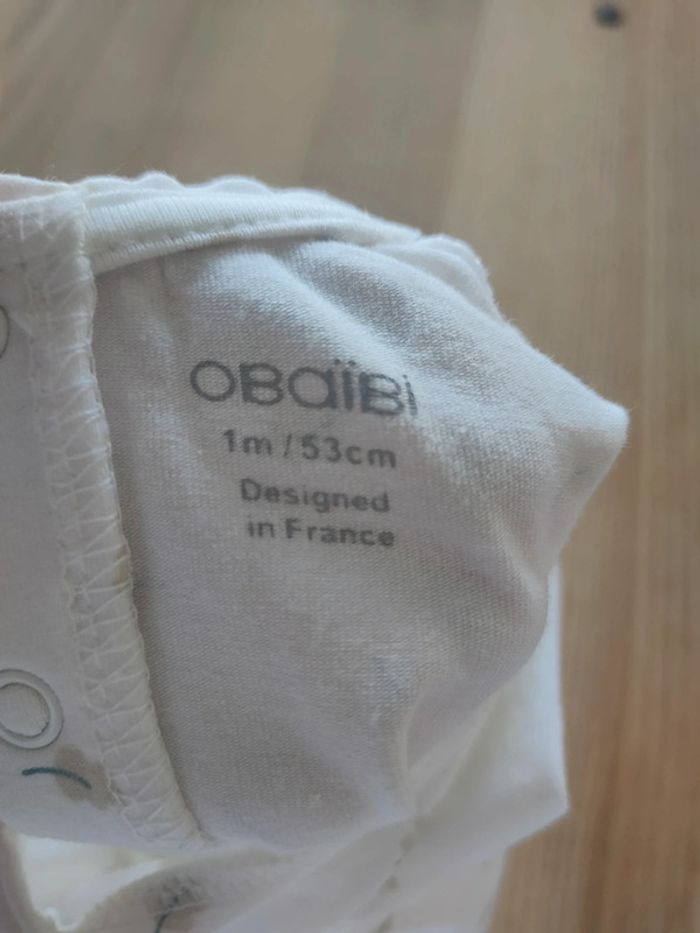 OBaïBi
1m / 53cm
Designed
in France